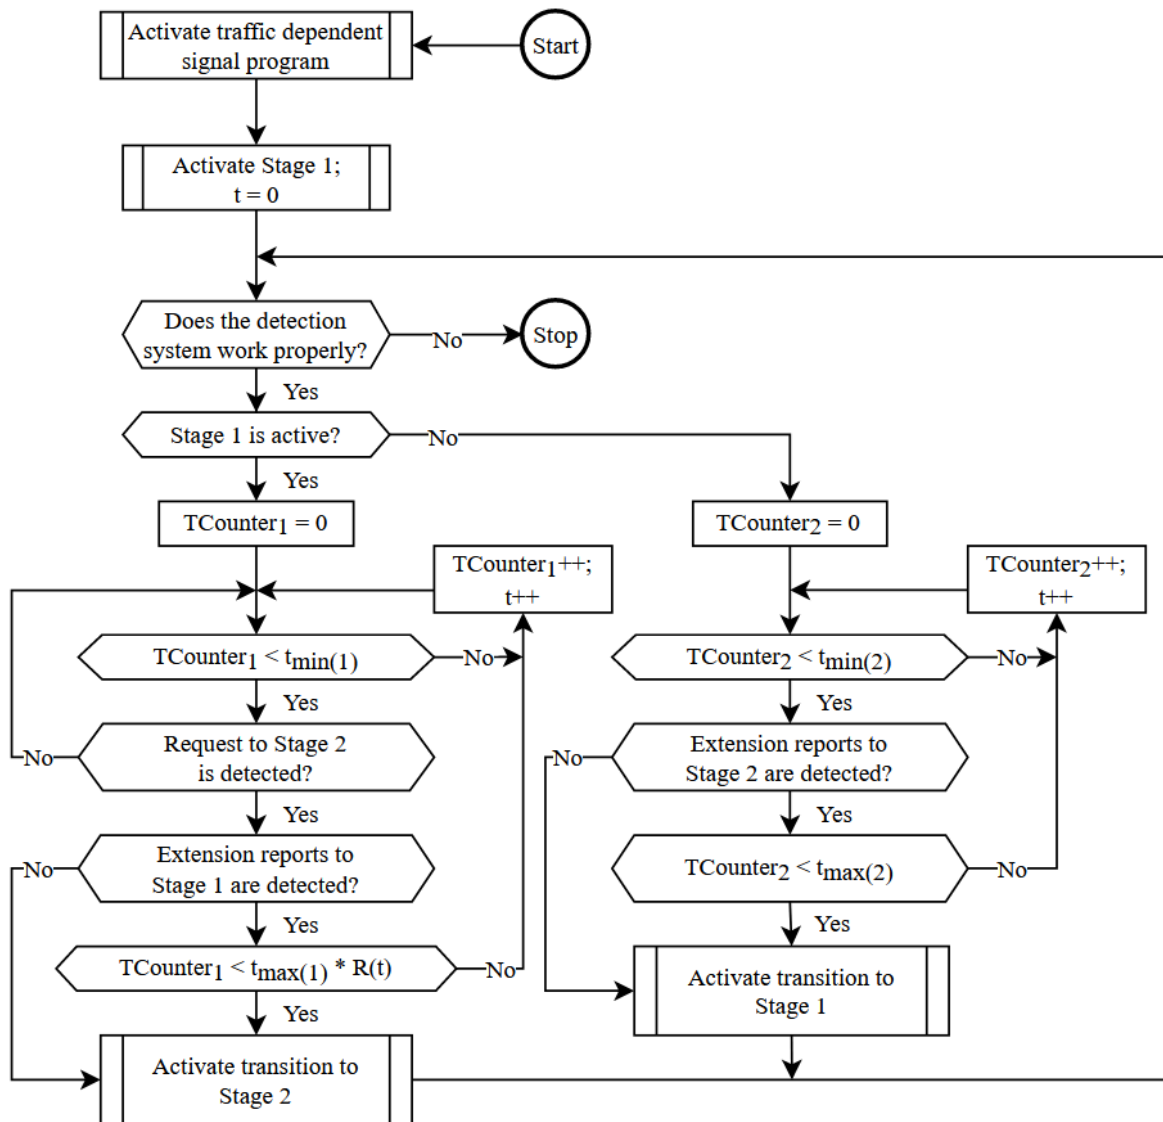 Activate traffic dependent
signal program
Start
Activate Stage 1;
t = 0
Does the detection
system work properly?
No
Stop
Yes
Stage 1 is active?
No
Yes
TCounter1 = 0
TCounter2 = 0
TCounter1++;
t++
TCounter2++;
t++
TCounter1 < tmin(1)
No
TCounter2 < tmin(2)
No
Yes
Yes
No
Request to Stage 2
is detected?
No
Extension reports to
Stage 2 are detected?
Yes
Yes
No
Extension reports to
Stage 1 are detected?
TCounter2 < tmax(2)
No
Yes
Yes
TCounter1 < tmax(1) * R(t)
No
Activate transition to
Stage 1
Yes
Activate transition to
Stage 2